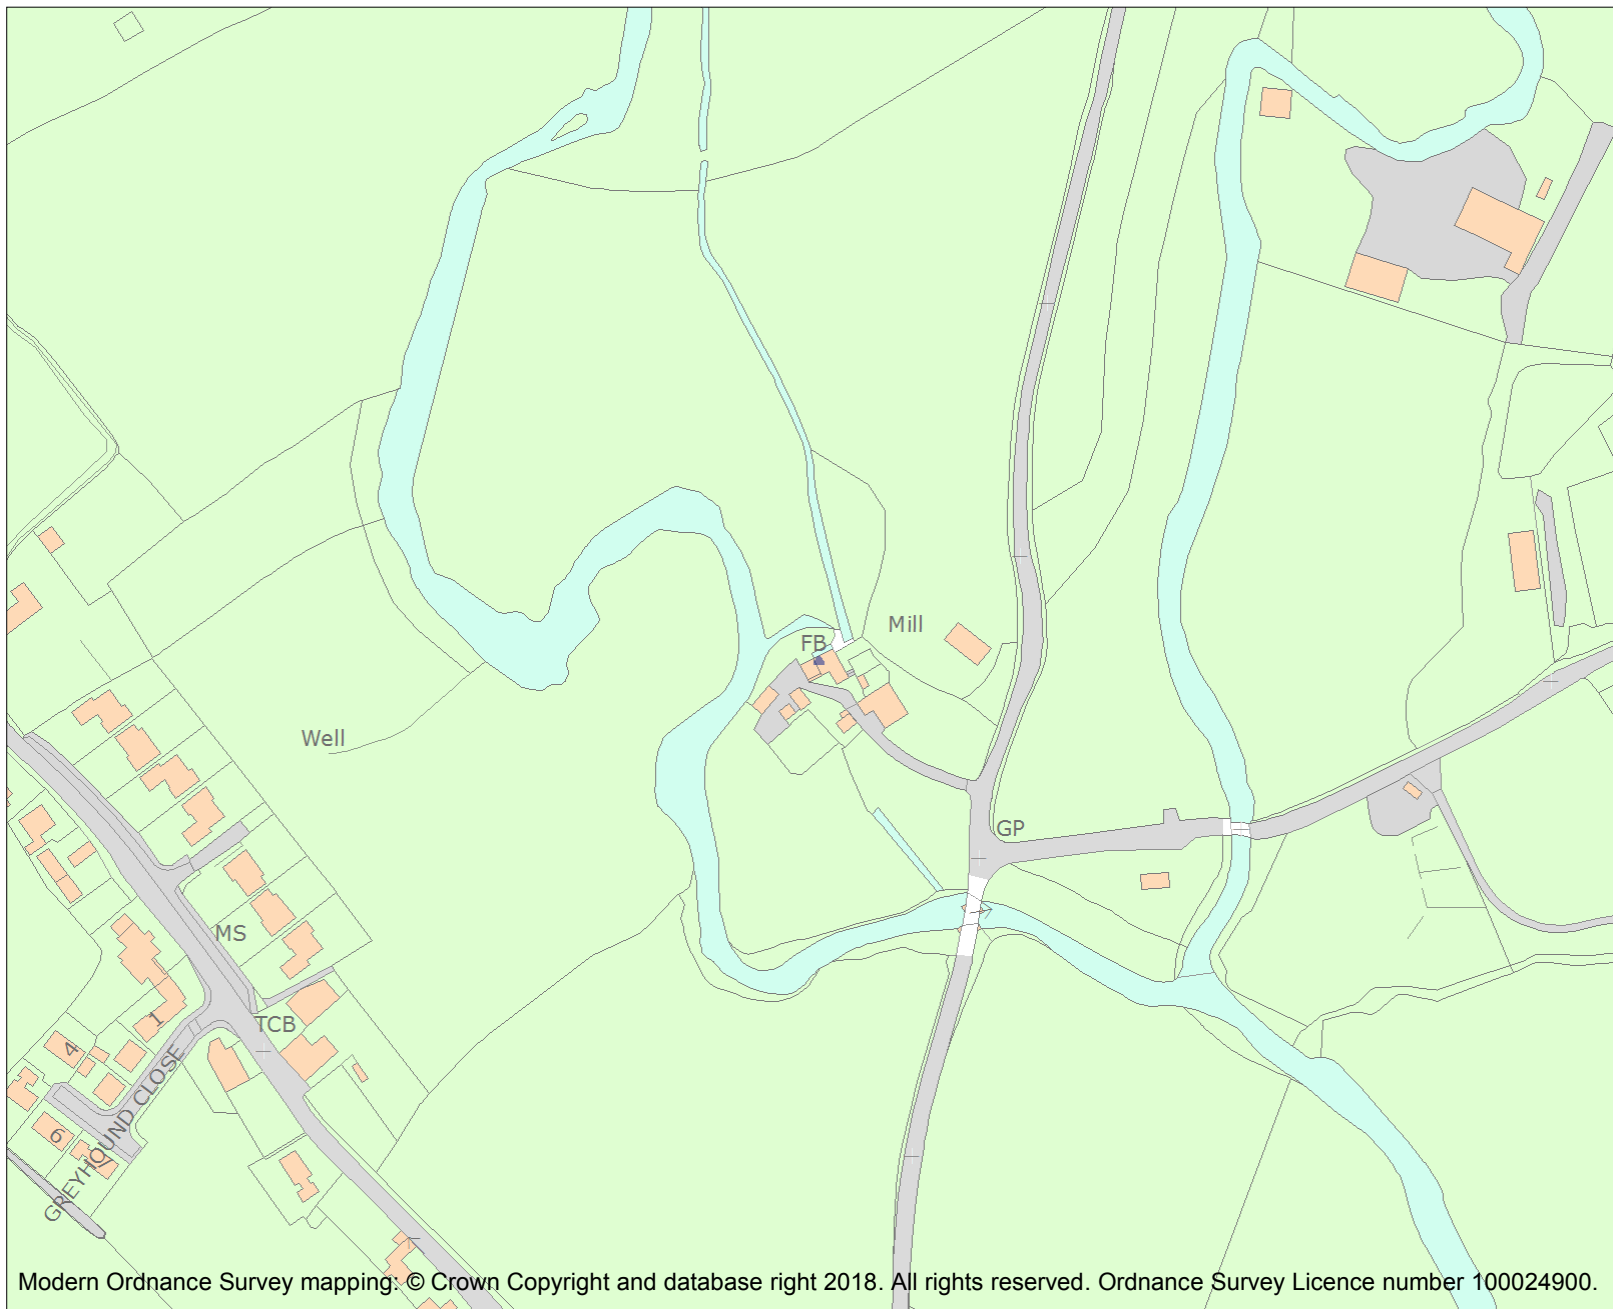 Mill
FB
Well
GP
MS
TCB
1
4
GREYHOUND CLOSE
6
7
Modern Ordnance Survey mapping: © Crown Copyright and database right 2018. All rights reserved. Ordnance Survey Licence number 100024900.